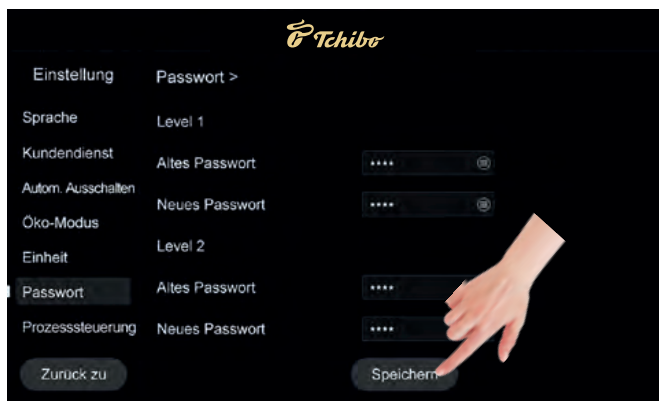 Tchibo
Einstellung
Passwort >
Sprache
Level 1
Kundendienst
Altes Passwort ****
Autom. Ausschalten
Neues Passwort ****
Öko-Modus
Level 2
Einheit
Passwort
Altes Passwort ****
Prozesssteuerung
Neues Passwort ****
Zurück zu
Speichern